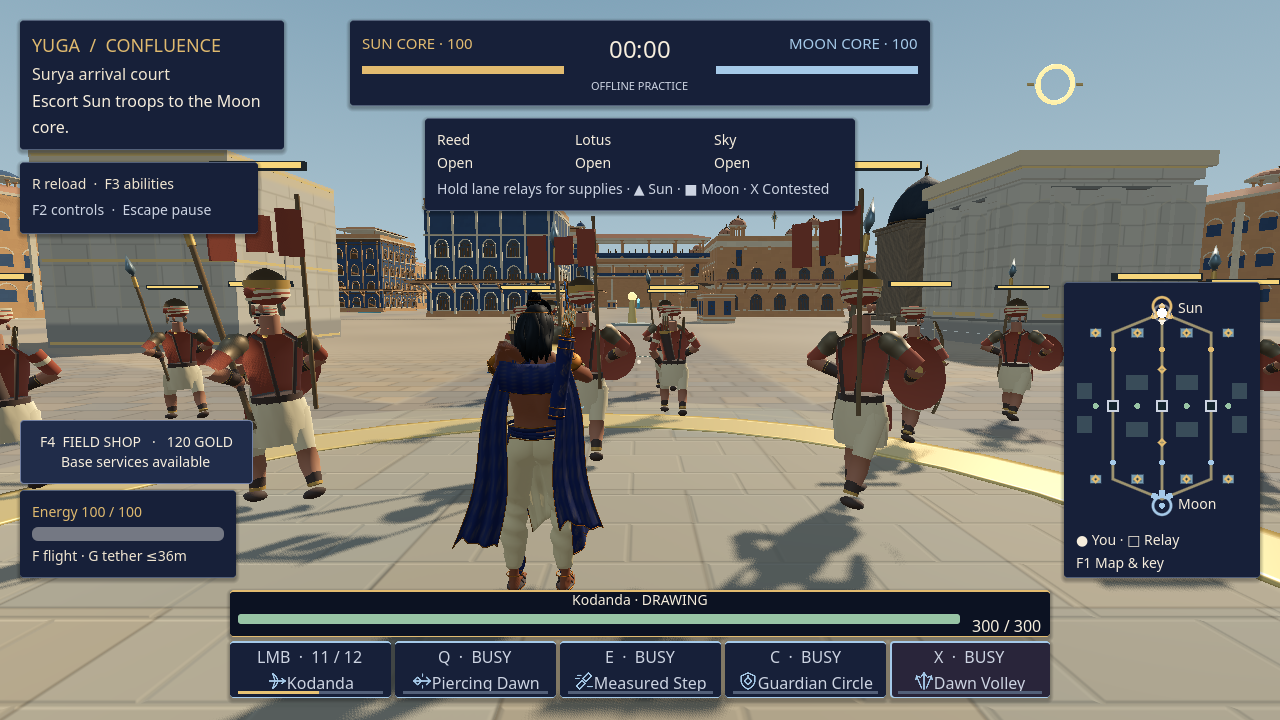 YUGA / CONFLUENCE
Surya arrival court
Escort Sun troops to the Moon
core.
R reload · F3 abilities
F2 controls · Escape pause
SUN CORE · 100
00:00
MOON CORE · 100
OFFLINE PRACTICE
Reed Lotus Sky
Open Open Open
Hold lane relays for supplies · ▲ Sun · ■ Moon · X Contested
F4 FIELD SHOP · 120 GOLD
Base services available
Energy 100 / 100
F flight · G tether ≤36m
Sun
Moon
● You · □ Relay
F1 Map & key
Kodanda · DRAWING
300 / 300
LMB · 11 / 12
Kodanda
Q · BUSY
Piercing Dawn
E · BUSY
Measured Step
C · BUSY
Guardian Circle
X · BUSY
Dawn Volley